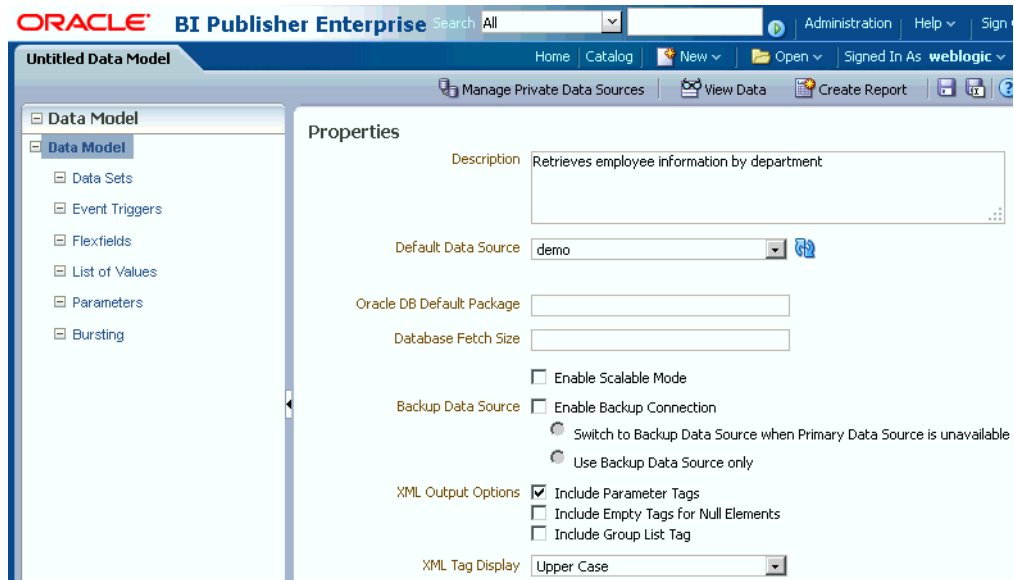 ORACLE BI Publisher Enterprise Search All Administration Help Sign
Untitled Data Model Home Catalog New Open Signed In As weblogic
Manage Private Data Sources View Data Create Report
Data Model
Data Model
Data Sets
Event Triggers
Flexfields
List of Values
Parameters
Bursting
Properties
Description Retrieves employee information by department
Default Data Source demo
Oracle DB Default Package
Database Fetch Size
Enable Scalable Mode
Backup Data Source Enable Backup Connection
Switch to Backup Data Source when Primary Data Source is unavailable
Use Backup Data Source only
XML Output Options Include Parameter Tags
Include Empty Tags for Null Elements
Include Group List Tag
XML Tag Display Upper Case